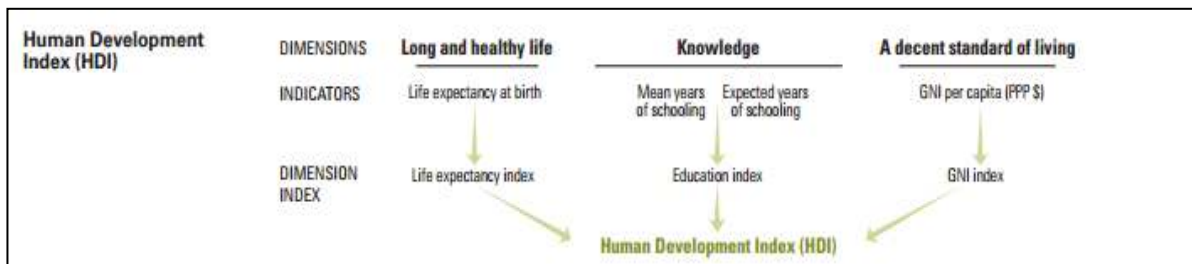 Human Development
Index (HDI)
DIMENSIONS Long and healthy life Knowledge A decent standard of living
INDICATORS Life expectancy at birth Mean years Expected years GNI per capita (PPP $)
of schooling of schooling
DIMENSION Life expectancy index Education index GNI index
INDEX
Human Development Index (HDI)